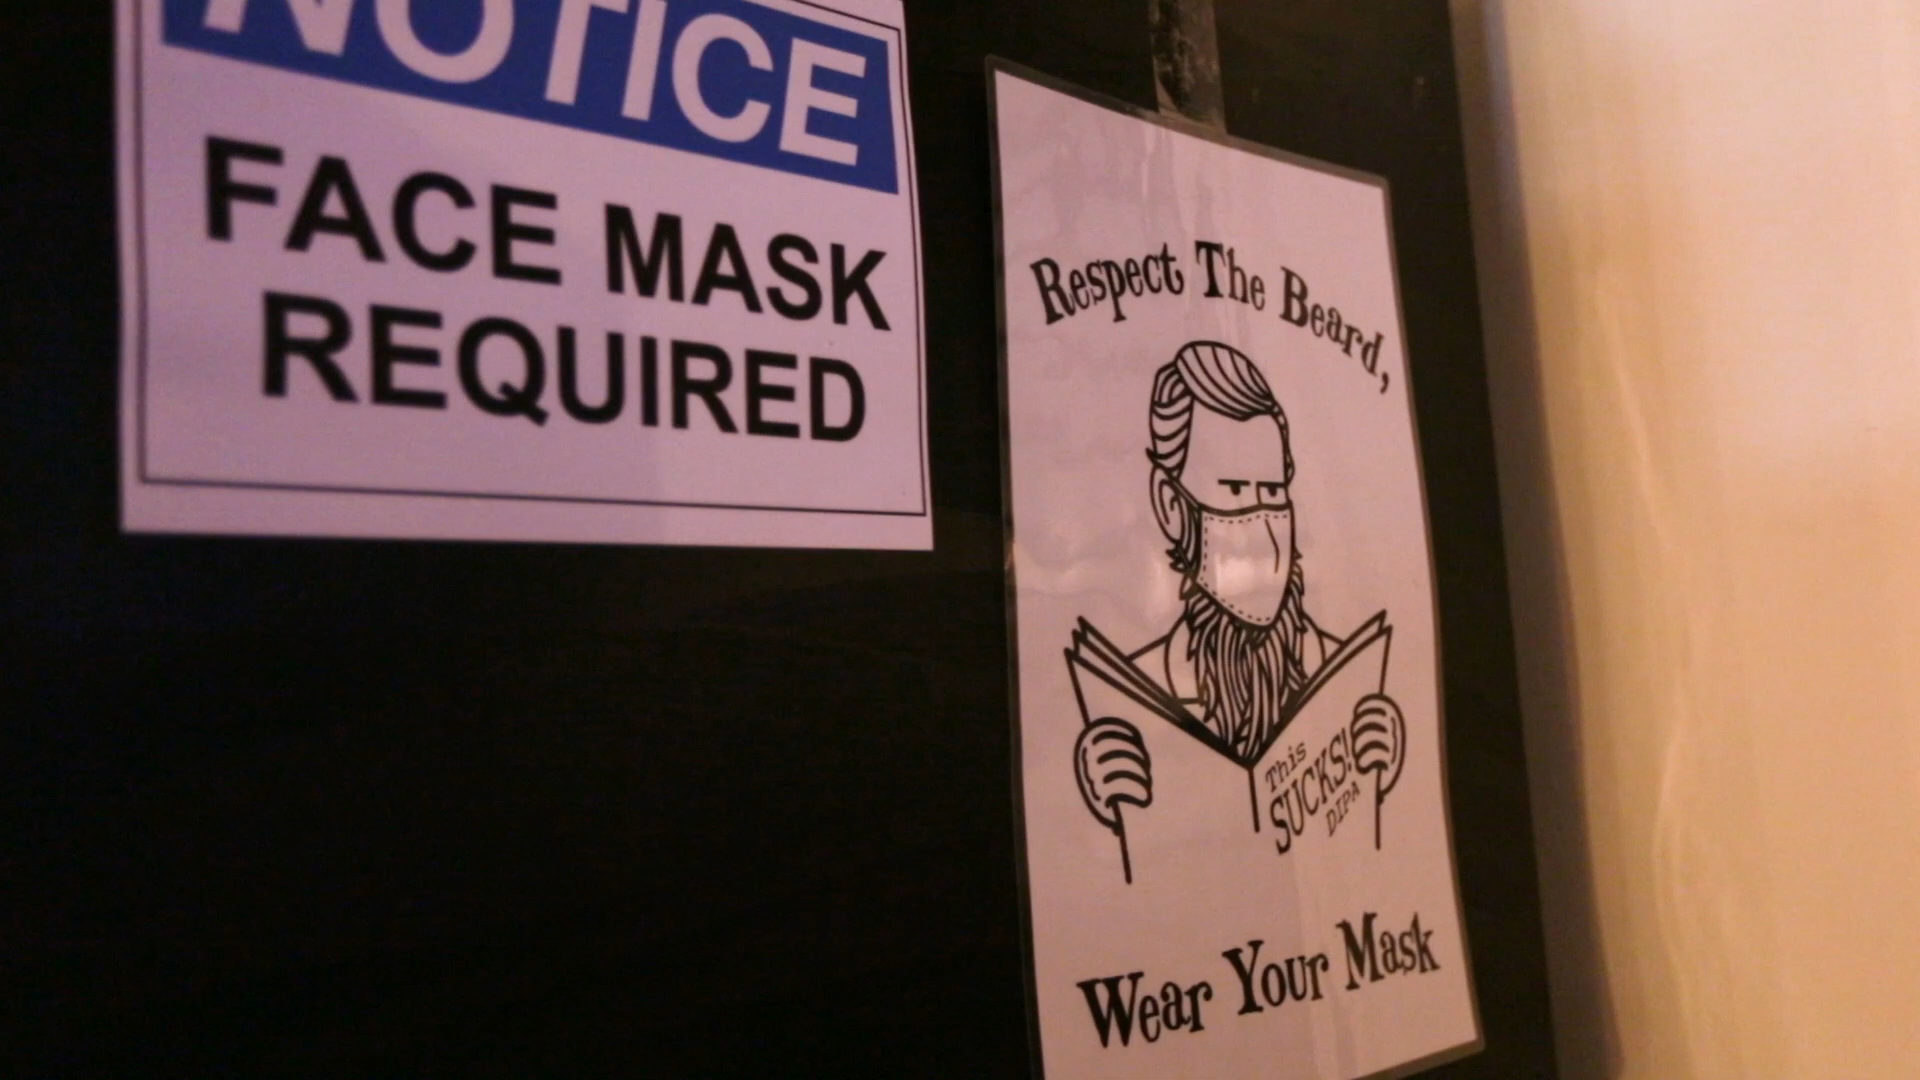 NOTICE
FACE MASK
REQUIRED
Respect The Beard,
This
SUCKS!
DIPA
Wear Your Mask